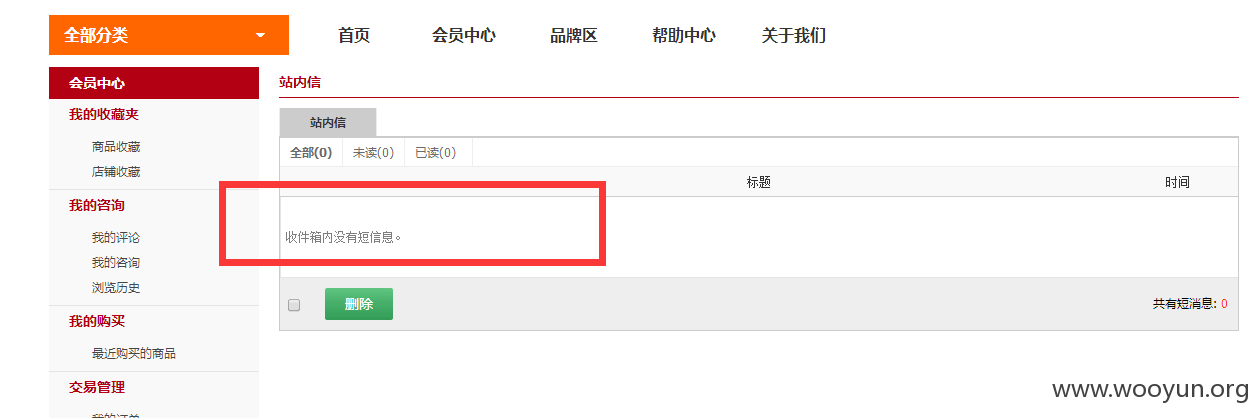 全部分类 首页 会员中心 品牌区 帮助中心 关于我们
会员中心
我的收藏夹
商品收藏
店铺收藏
我的咨询
我的评论
我的咨询
浏览历史
我的购买
最近购买的商品
交易管理
我的订单
站内信
站内信
全部(0) 未读(0) 已读(0)
标题 时间
收件箱内没有短信息。
删除 共有短消息: 0
www.wooyun.org